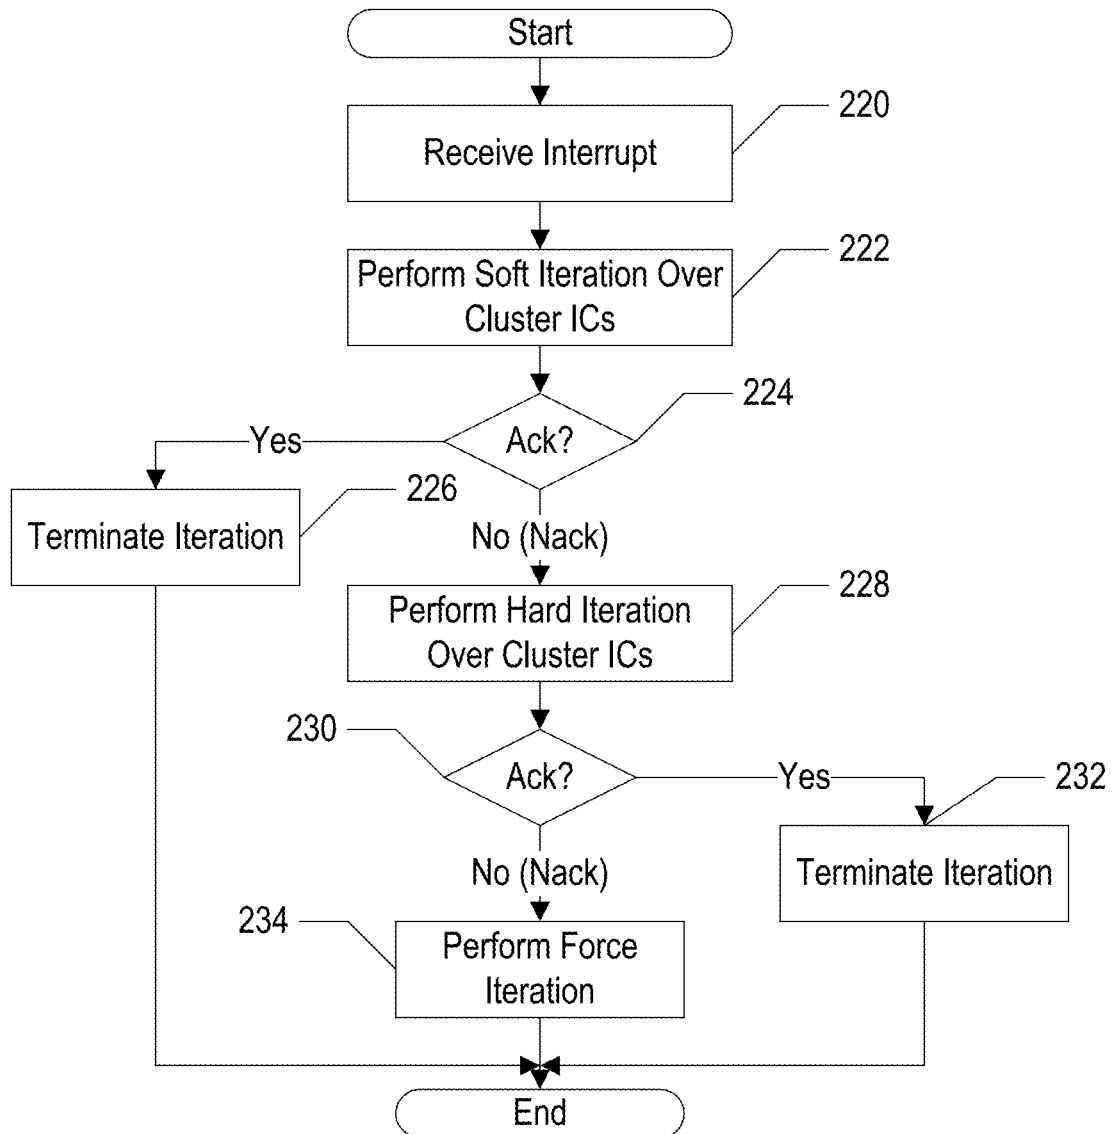 Start
220
Receive Interrupt
222
Perform Soft Iteration Over
Cluster ICs
224
Ack?
Yes
226
Terminate Iteration
No (Nack)
228
Perform Hard Iteration
Over Cluster ICs
230
Ack?
Yes
232
Terminate Iteration
No (Nack)
234
Perform Force
Iteration
End